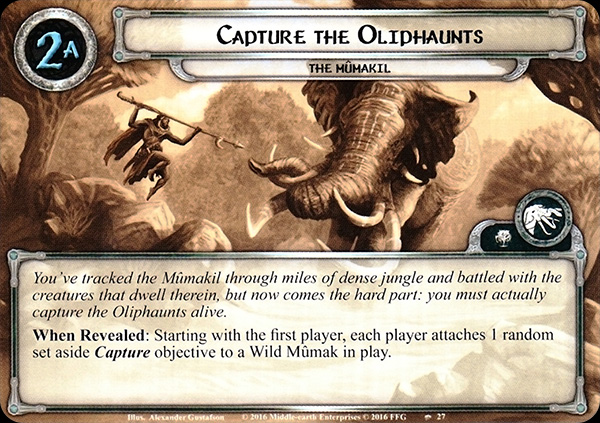 2A
CAPTURE THE OLIPHAUNTS
THE MÛMAKIL
You've tracked the Mûmakil through miles of dense jungle and battled with the
creatures that dwell therein, but now comes the hard part: you must actually
capture the Oliphaunts alive.
When Revealed: Starting with the first player, each player attaches 1 random
set aside Capture objective to a Wild Mûmak in play.
Illus. Alexander Gustafson © 2016 Middle-earth Enterprises © 2016 FFG 27